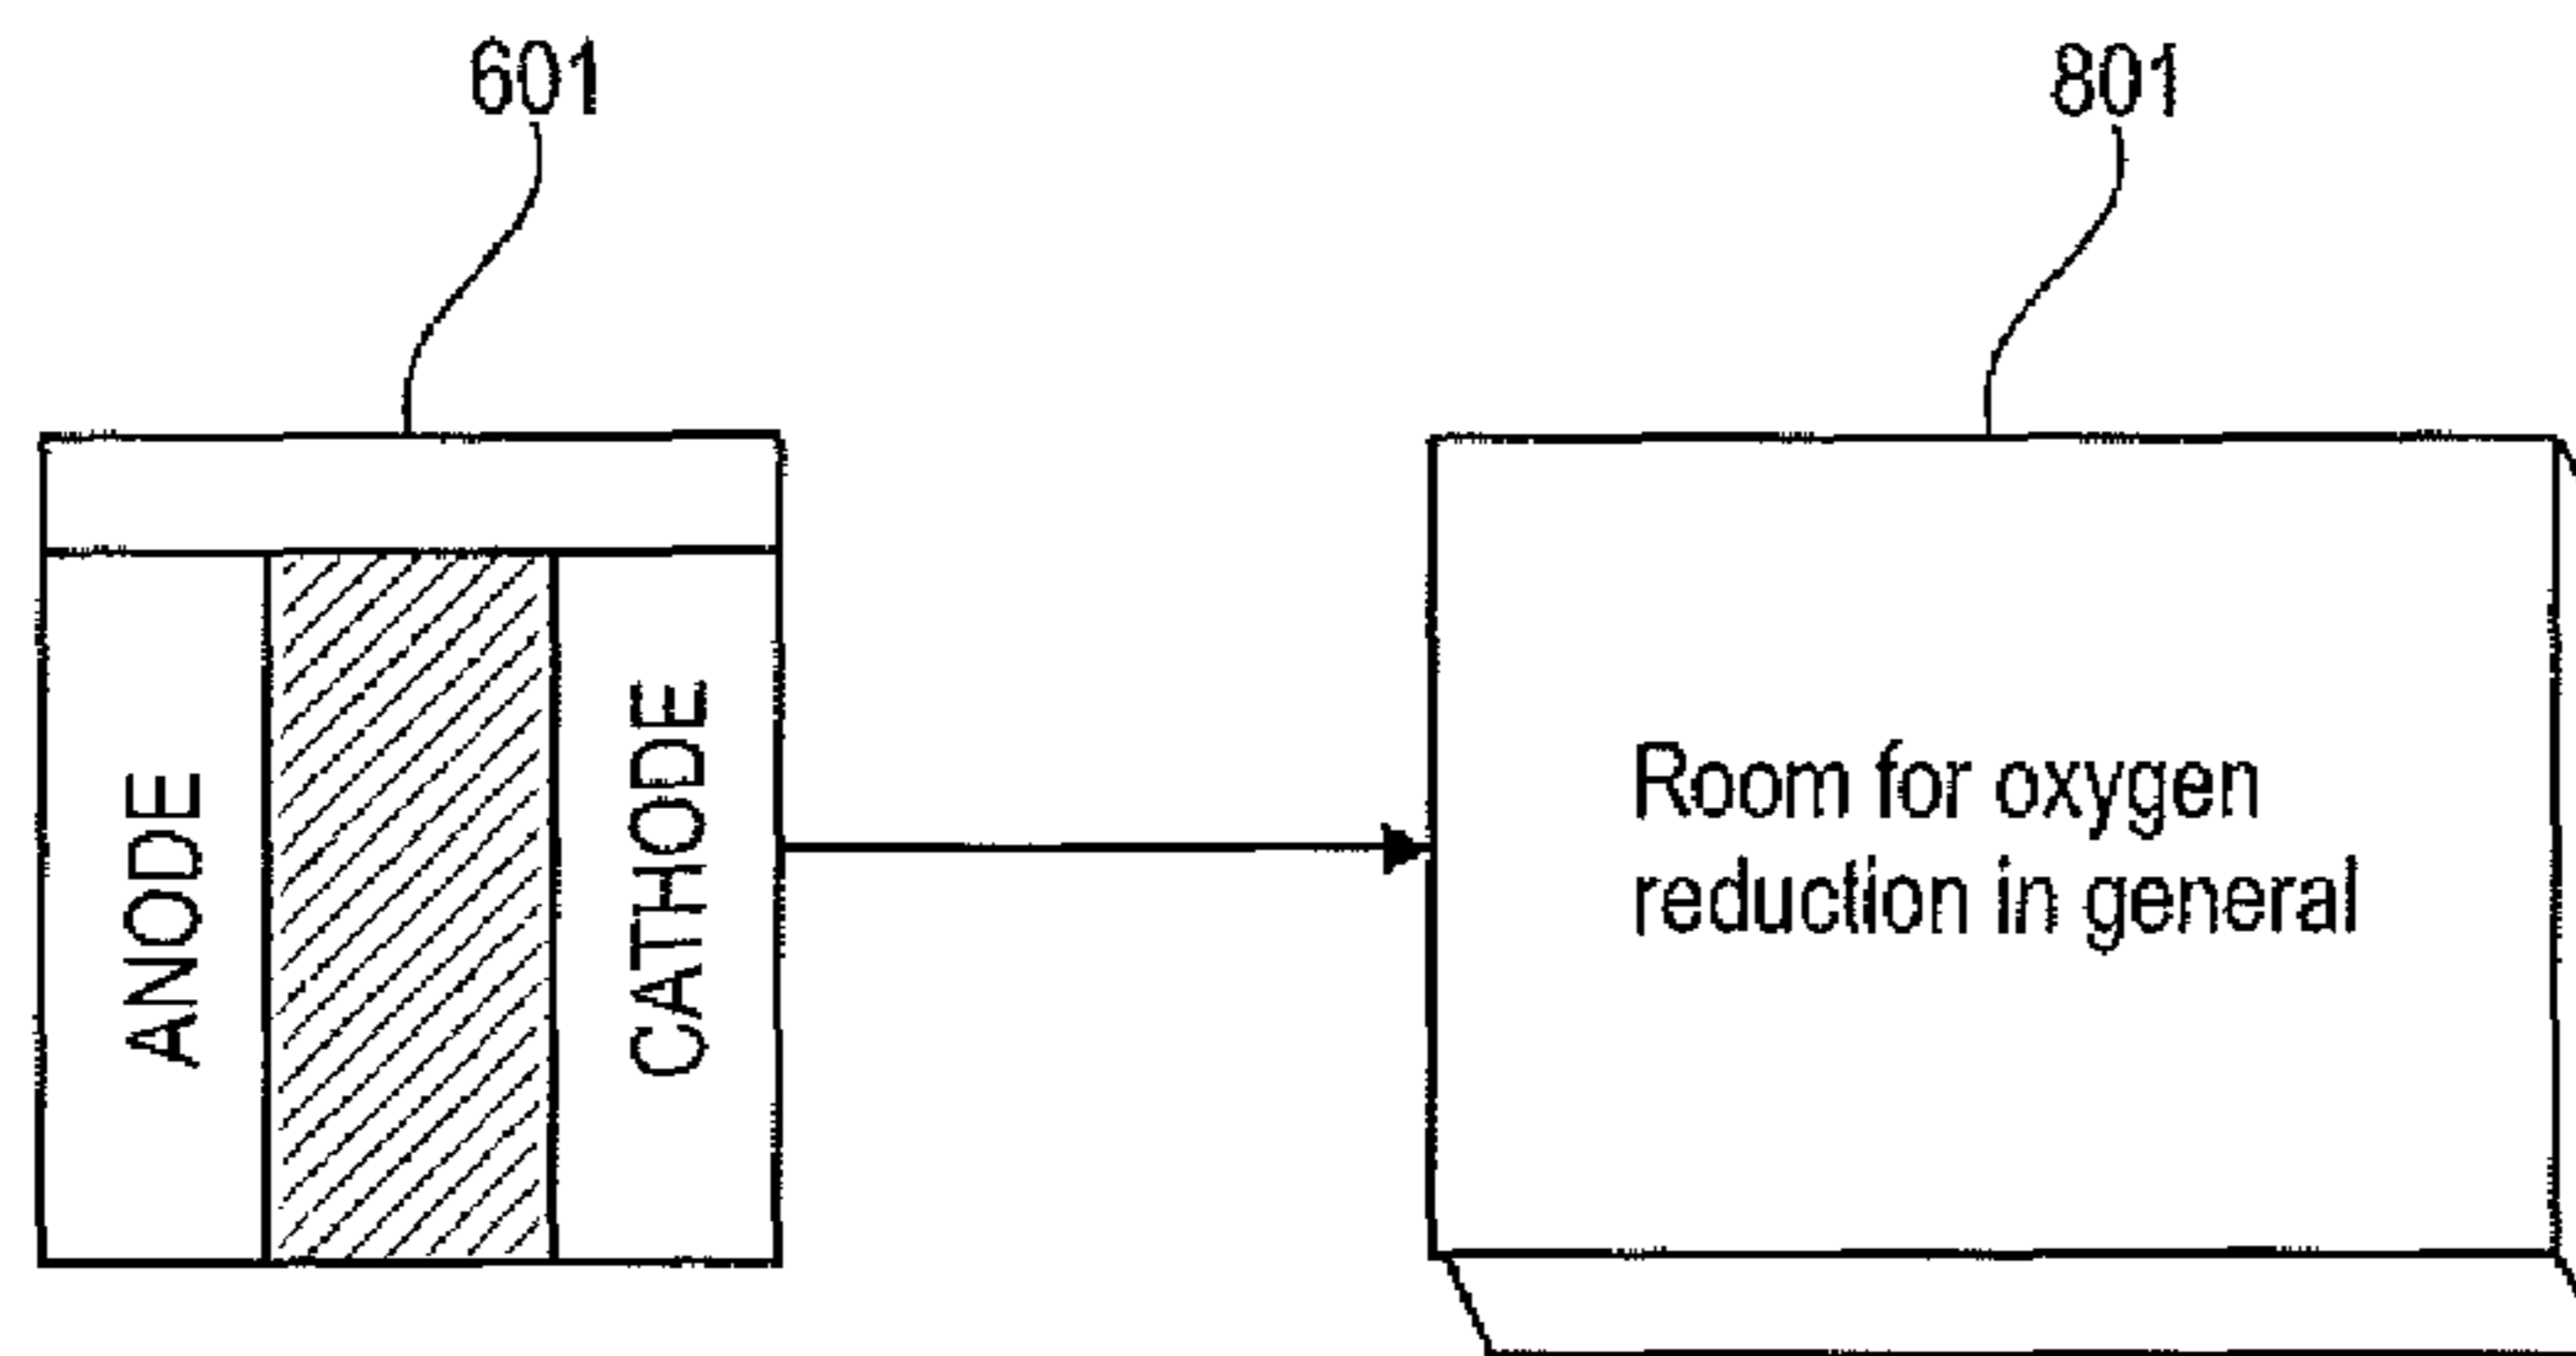 601
801
ANODE
CATHODE
Room for oxygen
reduction in general